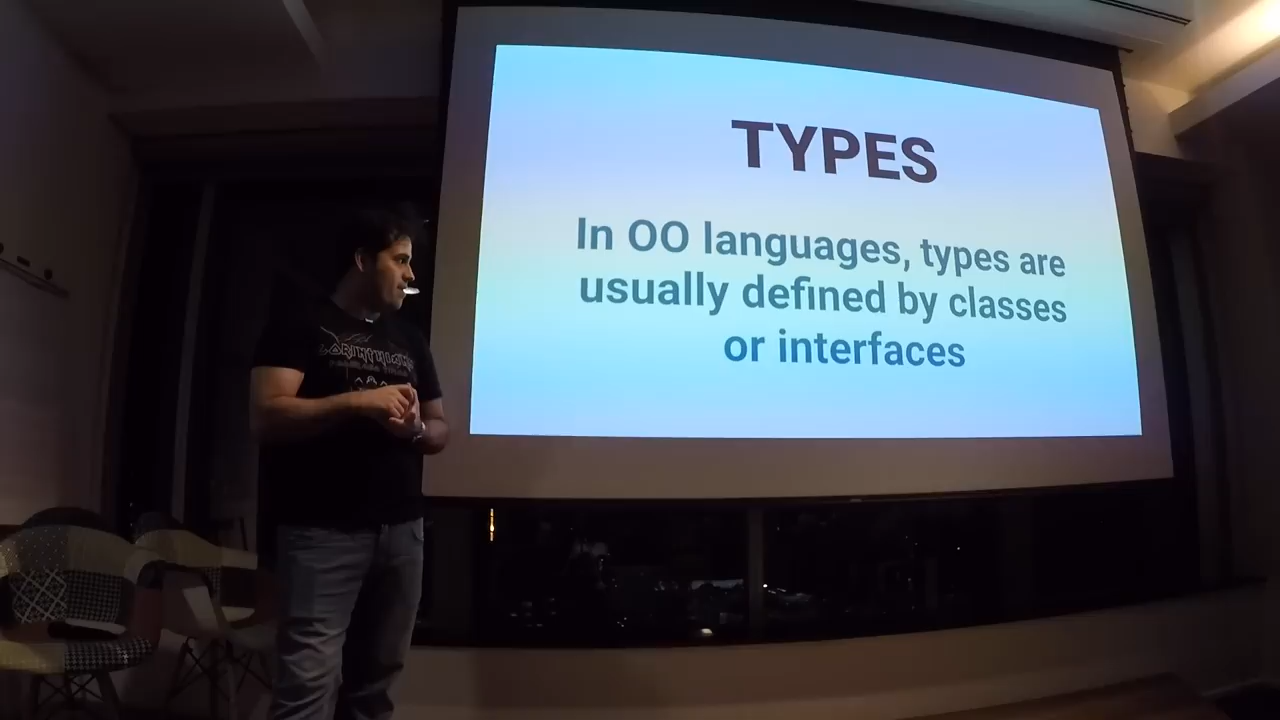 TYPES
In OO languages, types are
usually defined by classes
or interfaces